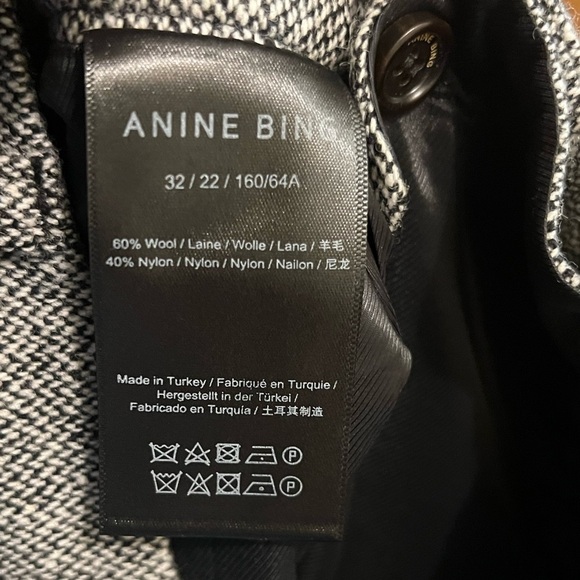 ANINE BING
32 / 22 / 160/64A
60% Wool / Laine / Wolle / Lana / 羊毛
40% Nylon / Nylon / Nylon / Nailon / 尼龙
Made in Turkey / Fabriqué en Turquie /
Hergestellt in der Türkei /
Fabricado en Turquía / 土耳其制造
P
P
ANINE BING